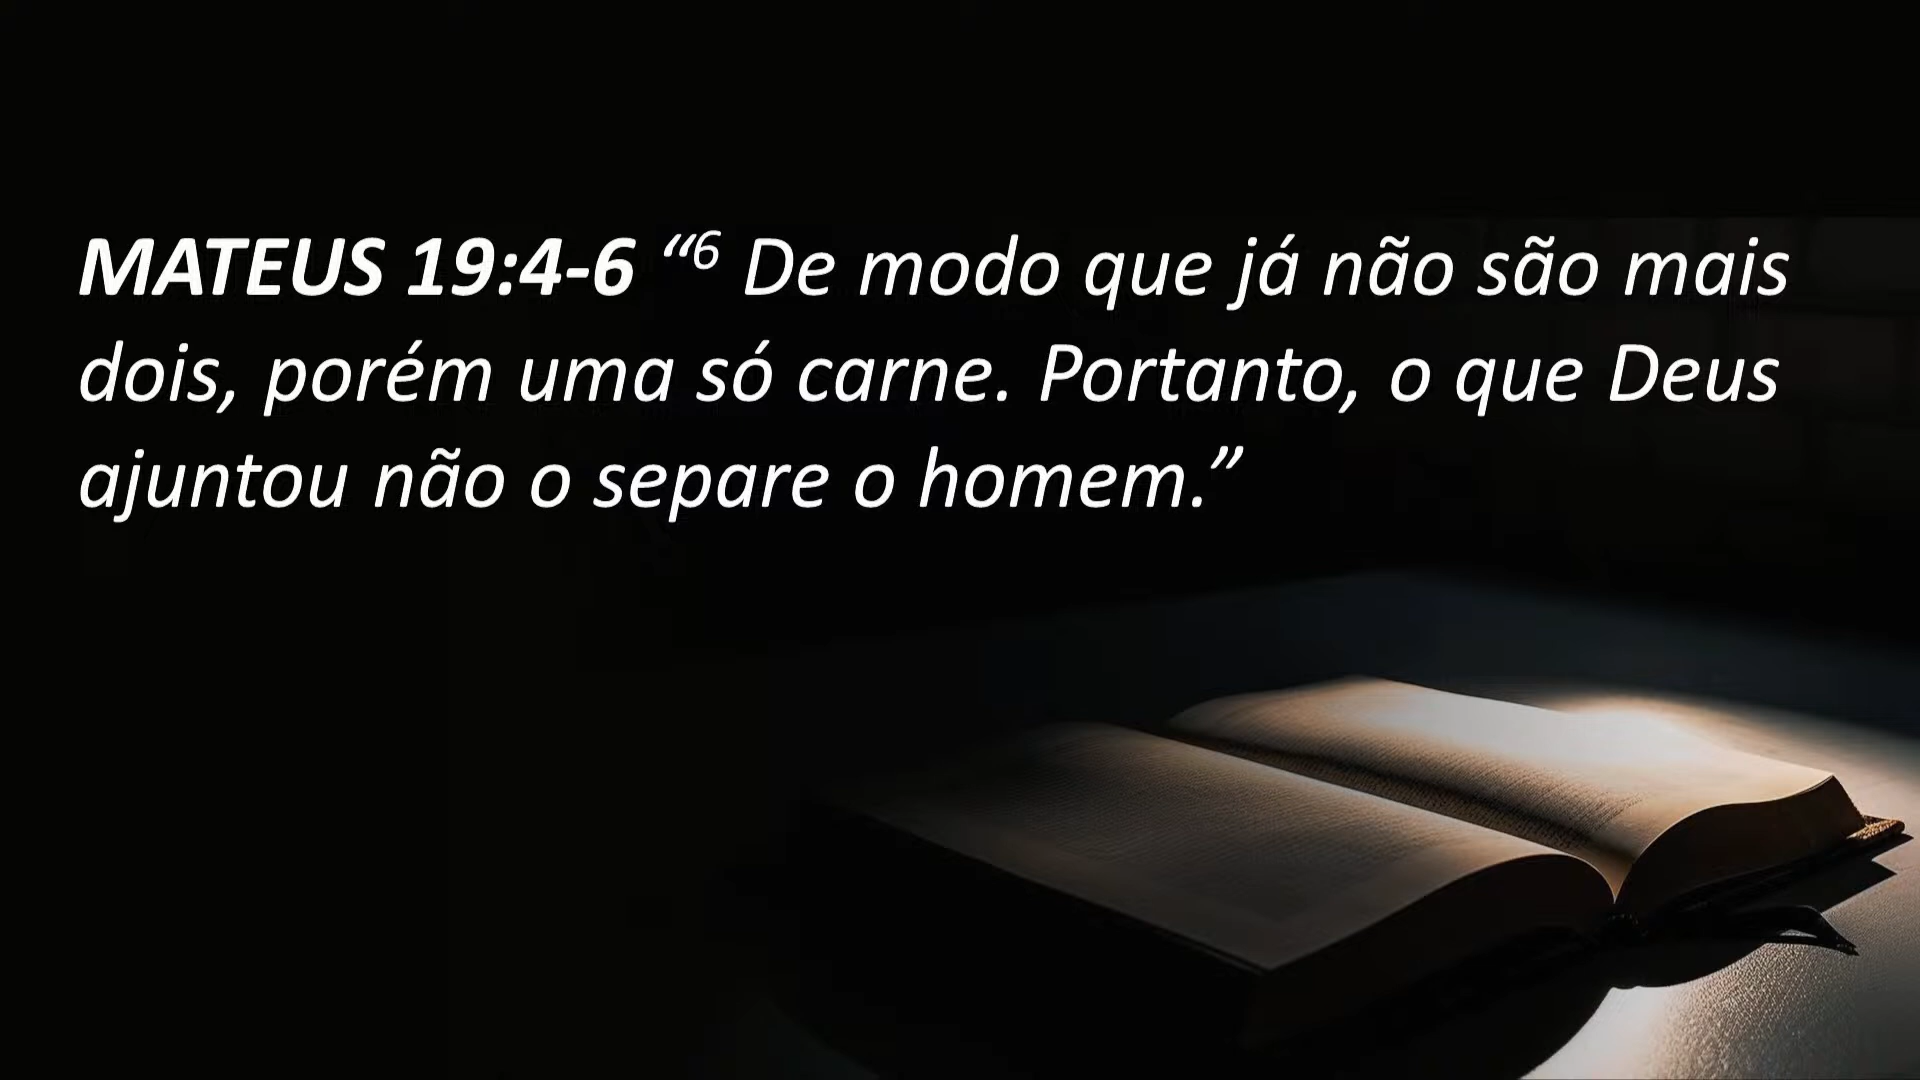 MATEUS 19:4-6 “⁶ De modo que já não são mais
dois, porém uma só carne. Portanto, o que Deus
ajuntou não o separe o homem.”